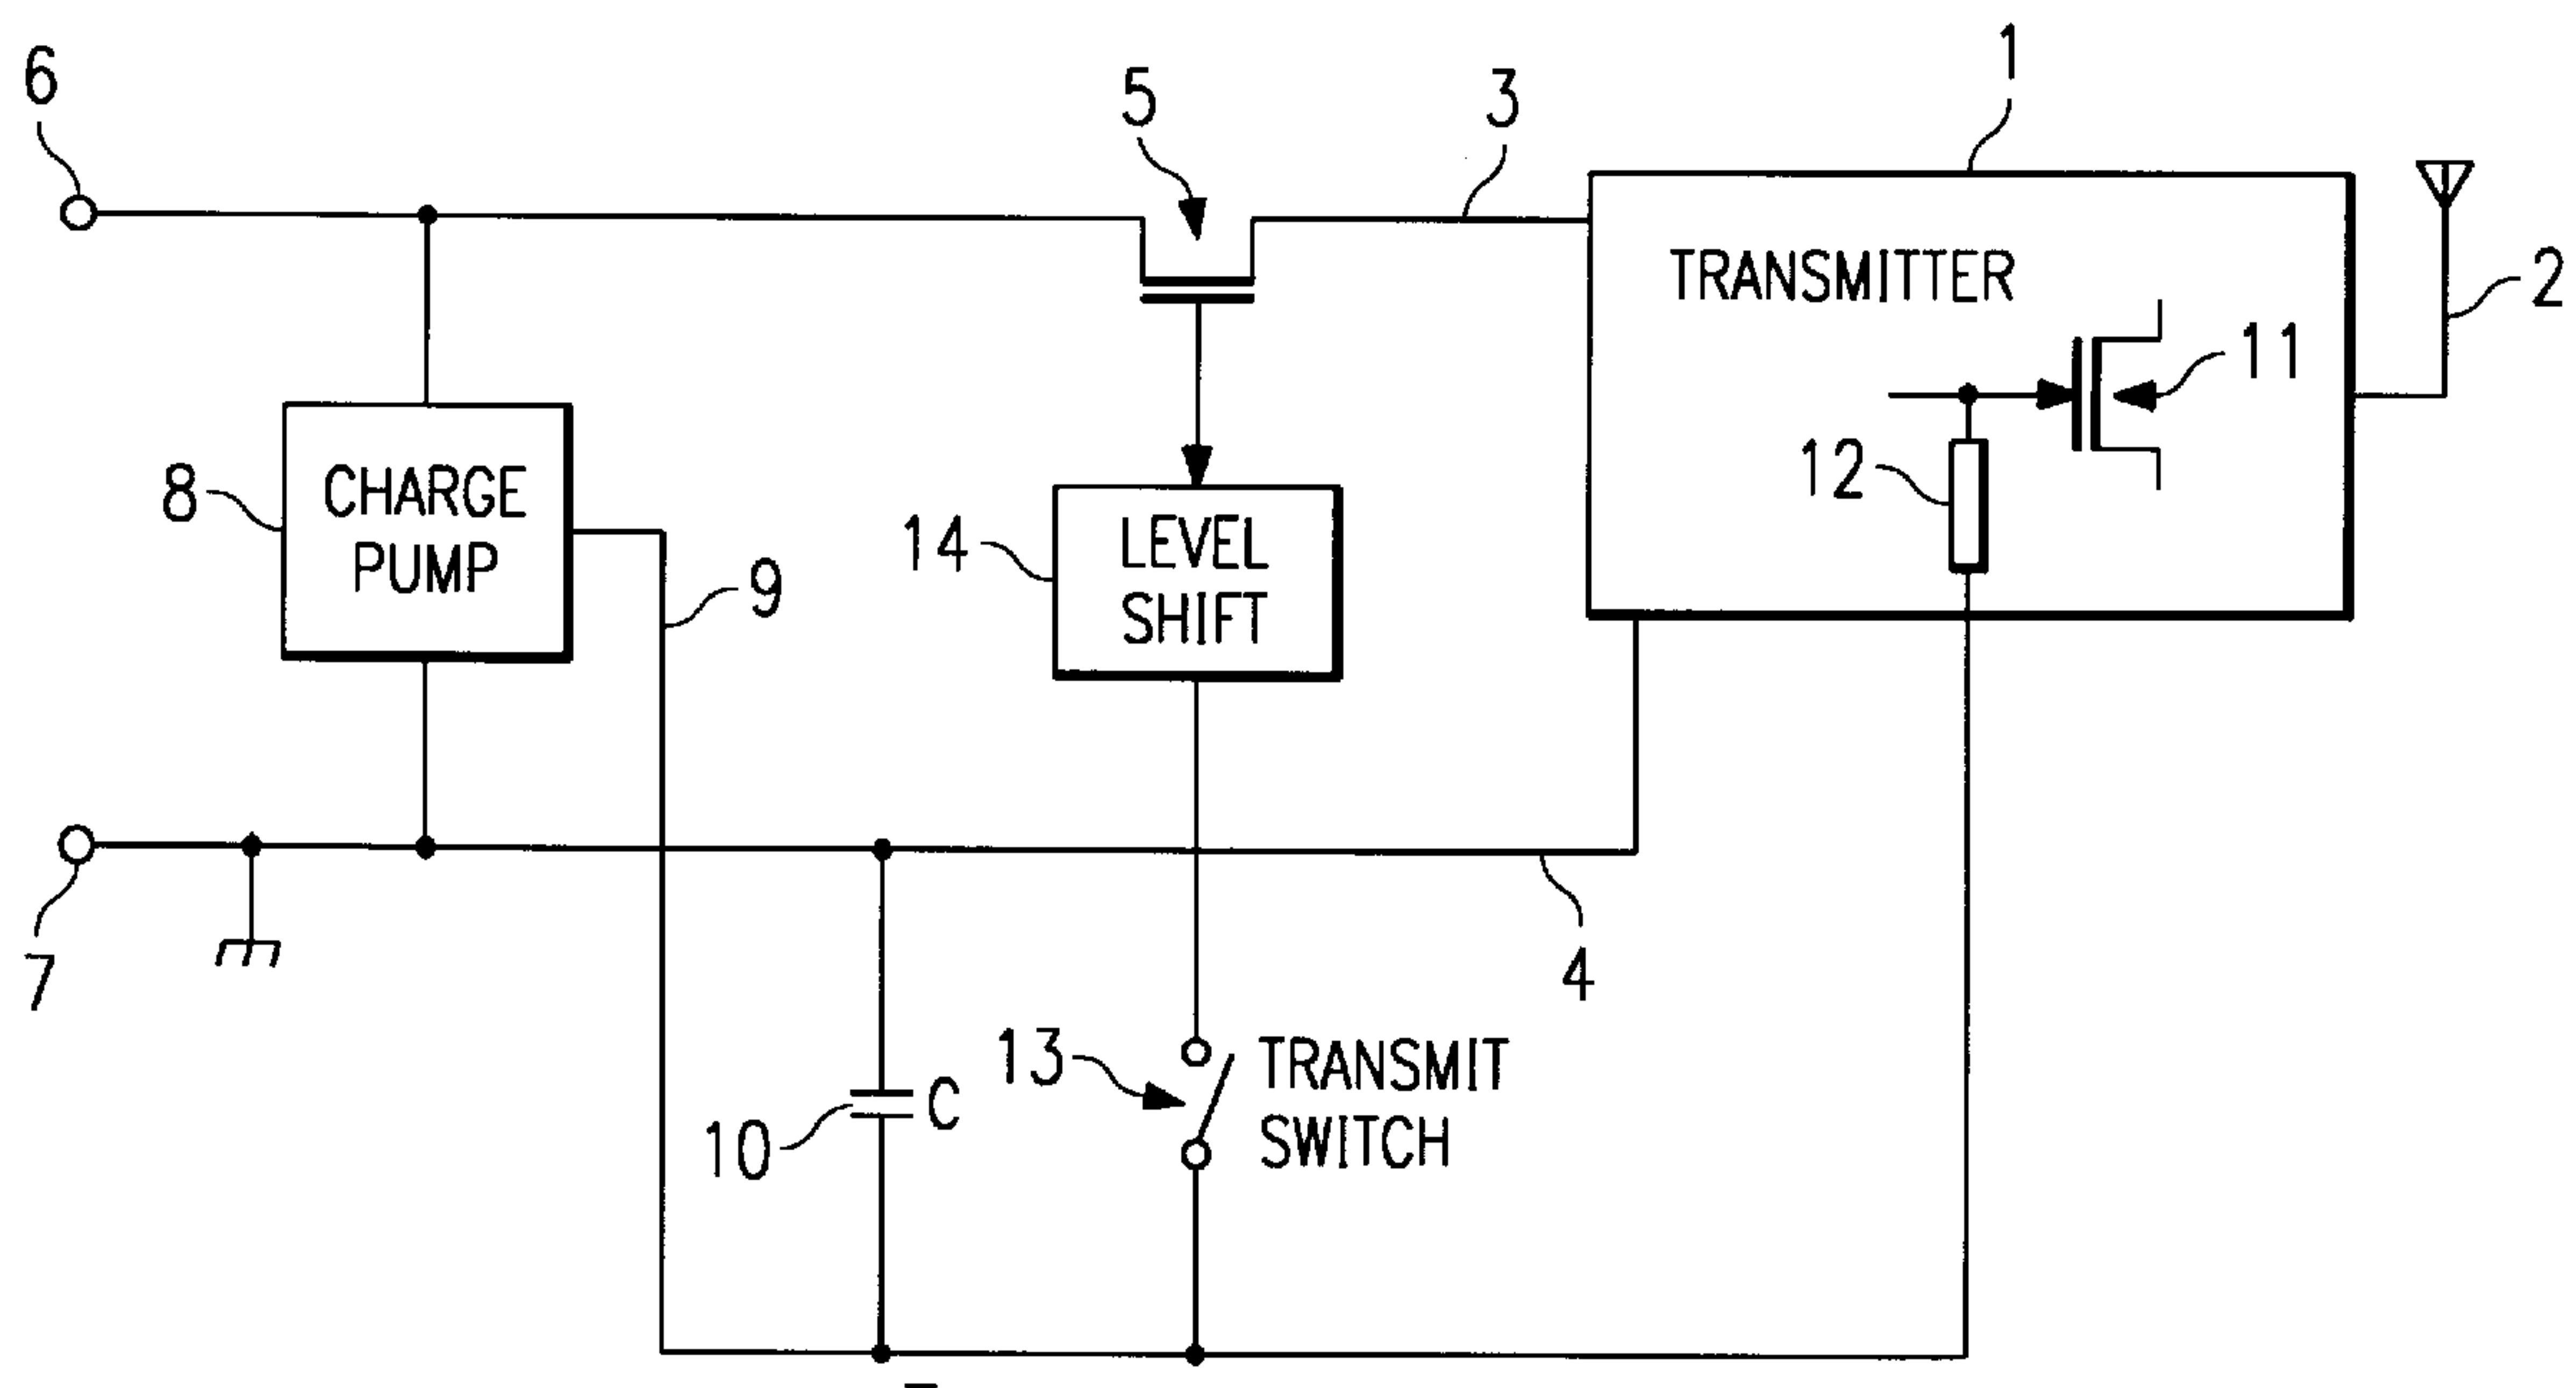 1
6
5
3
TRANSMITTER
2
11
12
8
CHARGE
PUMP
14
LEVEL
SHIFT
9
7
4
13
TRANSMIT
SWITCH
10
C